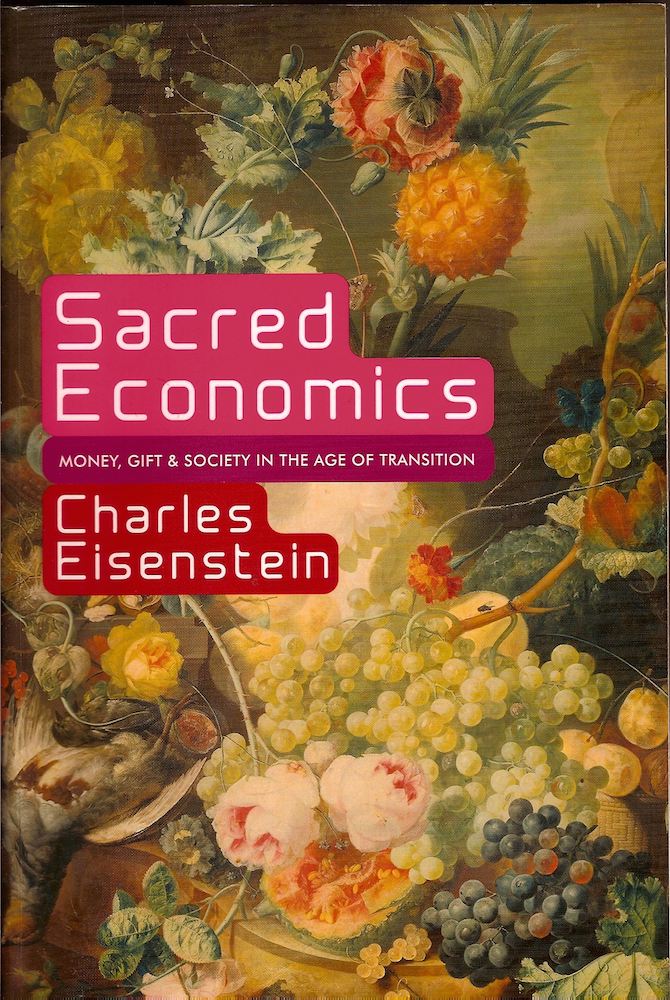 Sacred
Economics
MONEY, GIFT & SOCIETY IN THE AGE OF TRANSITION
Charles
Eisenstein